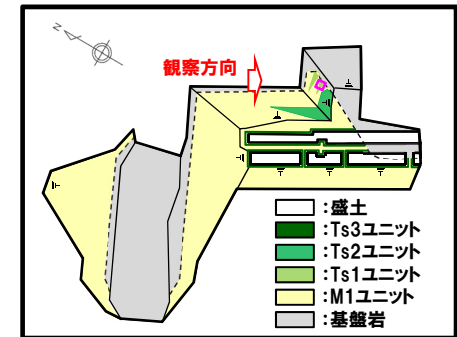 N
観察方向
:盛土
:Ts3ユニット
:Ts2ユニット
:Ts1ユニット
:M1ユニット
:基盤岩